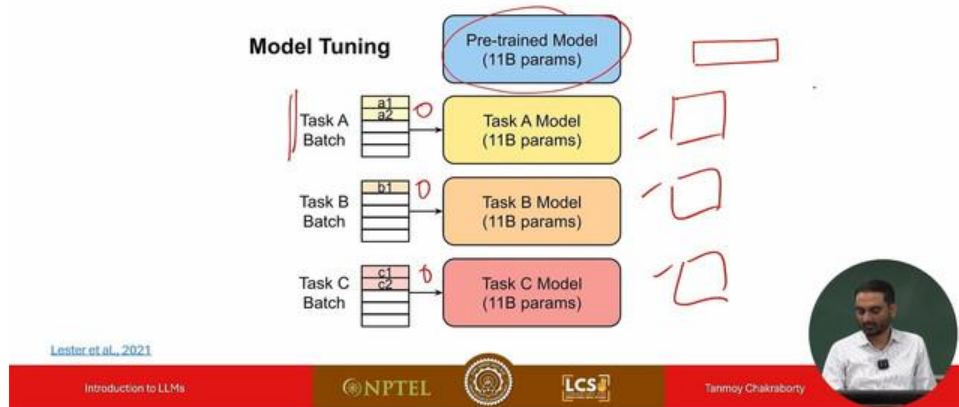 Model Tuning
Pre-trained Model
(11B params)
Task A
Batch
a1
a2
Task A Model
(11B params)
Task B
Batch
b1
Task B Model
(11B params)
Task C
Batch
c1
c2
Task C Model
(11B params)
Lester et al., 2021
Introduction to LLMs
NPTEL
LCS
Tanmoy Chakraborty